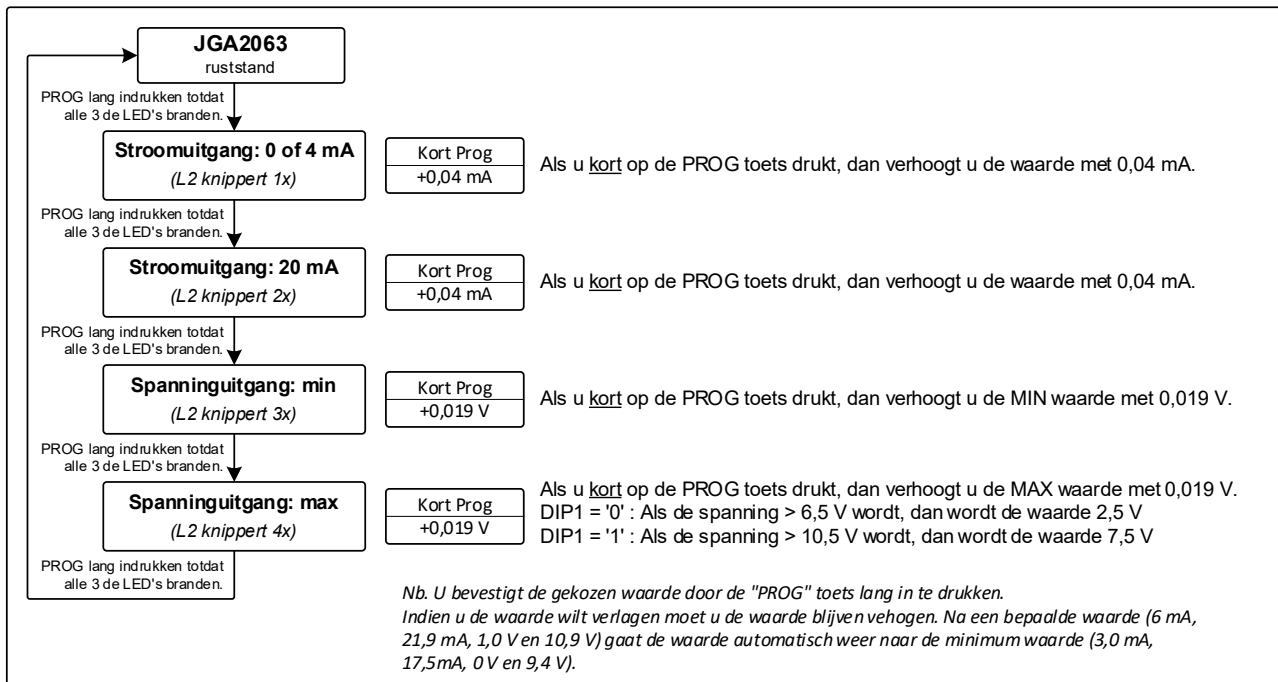 JGA2063
ruststand
PROG lang indrukken totdat
alle 3 de LED's branden.
Stroomuitgang: 0 of 4 mA
(L2 knippert 1x)
Kort Prog
+0,04 mA
Als u kort op de PROG toets drukt, dan verhoogt u de waarde met 0,04 mA.
PROG lang indrukken totdat
alle 3 de LED's branden.
Stroomuitgang: 20 mA
(L2 knippert 2x)
Kort Prog
+0,04 mA
Als u kort op de PROG toets drukt, dan verhoogt u de waarde met 0,04 mA.
PROG lang indrukken totdat
alle 3 de LED's branden.
Spanninguitgang: min
(L2 knippert 3x)
Kort Prog
+0,019 V
Als u kort op de PROG toets drukt, dan verhoogt u de MIN waarde met 0,019 V.
PROG lang indrukken totdat
alle 3 de LED's branden.
Spanninguitgang: max
(L2 knippert 4x)
Kort Prog
+0,019 V
Als u kort op de PROG toets drukt, dan verhoogt u de MAX waarde met 0,019 V.
DIP1 = '0' : Als de spanning > 6,5 V wordt, dan wordt de waarde 2,5 V
DIP1 = '1' : Als de spanning > 10,5 V wordt, dan wordt de waarde 7,5 V
PROG lang indrukken totdat
alle 3 de LED's branden.
Nb. U bevestigt de gekozen waarde door de "PROG" toets lang in te drukken.
Indien u de waarde wilt verlagen moet u de waarde blijven vehogen. Na een bepaalde waarde (6 mA,
21,9 mA, 1,0 V en 10,9 V) gaat de waarde automatisch weer naar de minimum waarde (3,0 mA,
17,5mA, 0 V en 9,4 V).